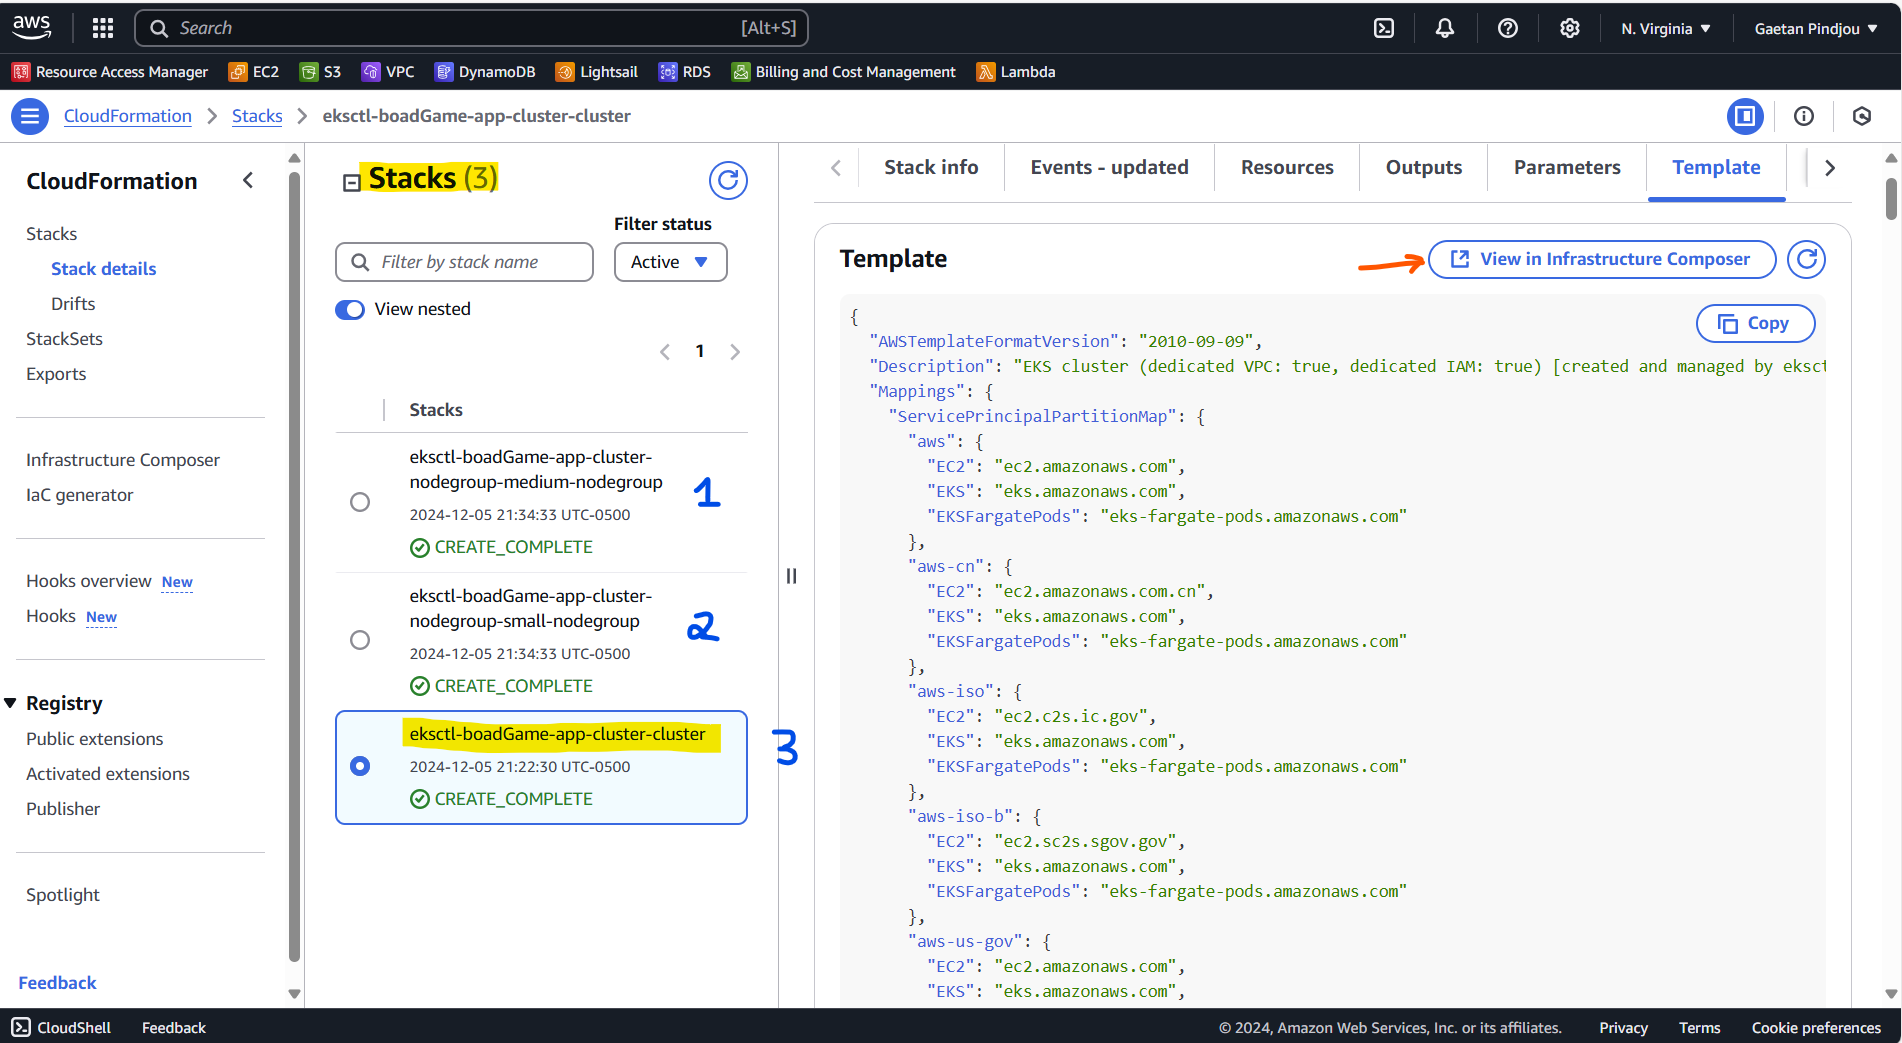 aws
Search [Alt+S]
N. Virginia
Gaetan Pindjou
Resource Access Manager
EC2
S3
VPC
DynamoDB
Lightsail
RDS
Billing and Cost Management
Lambda
CloudFormation
Stacks
eksctl-boadGame-app-cluster-cluster
CloudFormation
Stacks
Stack details
Drifts
StackSets
Exports
Infrastructure Composer
IaC generator
Hooks overview New
Hooks New
Registry
Public extensions
Activated extensions
Publisher
Spotlight
Feedback
Stacks (3)
Filter status
Filter by stack name
Active
View nested
1
Stacks
eksctl-boadGame-app-cluster-
nodegroup-medium-nodegroup
2024-12-05 21:34:33 UTC-0500
CREATE_COMPLETE
1
eksctl-boadGame-app-cluster-
nodegroup-small-nodegroup
2024-12-05 21:34:33 UTC-0500
CREATE_COMPLETE
2
eksctl-boadGame-app-cluster-cluster
2024-12-05 21:22:30 UTC-0500
CREATE_COMPLETE
3
Stack info
Events - updated
Resources
Outputs
Parameters
Template
Template
View in Infrastructure Composer
Copy
{
"AWSTemplateFormatVersion": "2010-09-09",
"Description": "EKS cluster (dedicated VPC: true, dedicated IAM: true) [created and managed by eksct
"Mappings": {
"ServicePrincipalPartitionMap": {
"aws": {
"EC2": "ec2.amazonaws.com",
"EKS": "eks.amazonaws.com",
"EKSFargatePods": "eks-fargate-pods.amazonaws.com"
},
"aws-cn": {
"EC2": "ec2.amazonaws.com.cn",
"EKS": "eks.amazonaws.com",
"EKSFargatePods": "eks-fargate-pods.amazonaws.com"
},
"aws-iso": {
"EC2": "ec2.c2s.ic.gov",
"EKS": "eks.amazonaws.com",
"EKSFargatePods": "eks-fargate-pods.amazonaws.com"
},
"aws-iso-b": {
"EC2": "ec2.sc2s.sgov.gov",
"EKS": "eks.amazonaws.com",
"EKSFargatePods": "eks-fargate-pods.amazonaws.com"
},
"aws-us-gov": {
"EC2": "ec2.amazonaws.com",
"EKS": "eks.amazonaws.com",
CloudShell
Feedback
© 2024, Amazon Web Services, Inc. or its affiliates.
Privacy
Terms
Cookie preferences